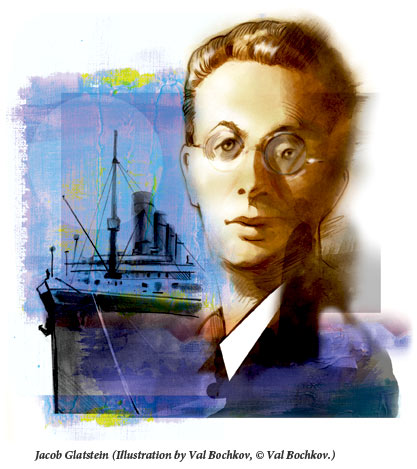 Jacob Glatstein (Illustration by Val Bochkov, © Val Bochkov.)